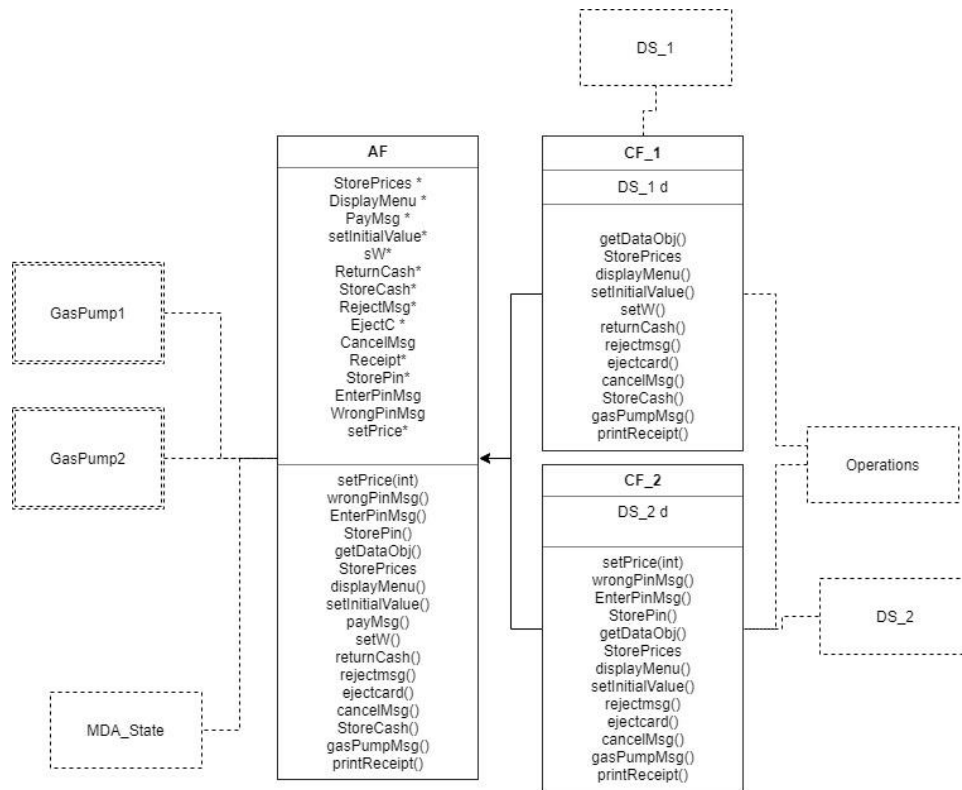 DS_1
AF
StorePrices *
DisplayMenu *
PayMsg *
setInitialValue*
sW*
ReturnCash*
StoreCash*
RejectMsg*
EjectC *
CancelMsg
Receipt*
StorePin*
EnterPinMsg
WrongPinMsg
setPrice*
setPrice(int)
wrongPinMsg()
EnterPinMsg()
StorePin()
getDataObj()
StorePrices
displayMenu()
setInitialValue()
payMsg()
setW()
returnCash()
rejectmsg()
ejectcard()
cancelMsg()
StoreCash()
gasPumpMsg()
printReceipt()
CF_1
DS_1 d
getDataObj()
StorePrices
displayMenu()
setInitialValue()
setW()
returnCash()
rejectmsg()
ejectcard()
cancelMsg()
StoreCash()
gasPumpMsg()
printReceipt()
CF_2
DS_2 d
setPrice(int)
wrongPinMsg()
EnterPinMsg()
StorePin()
getDataObj()
StorePrices
displayMenu()
setInitialValue()
rejectmsg()
ejectcard()
cancelMsg()
gasPumpMsg()
printReceipt()
GasPump1
GasPump2
MDA_State
Operations
DS_2